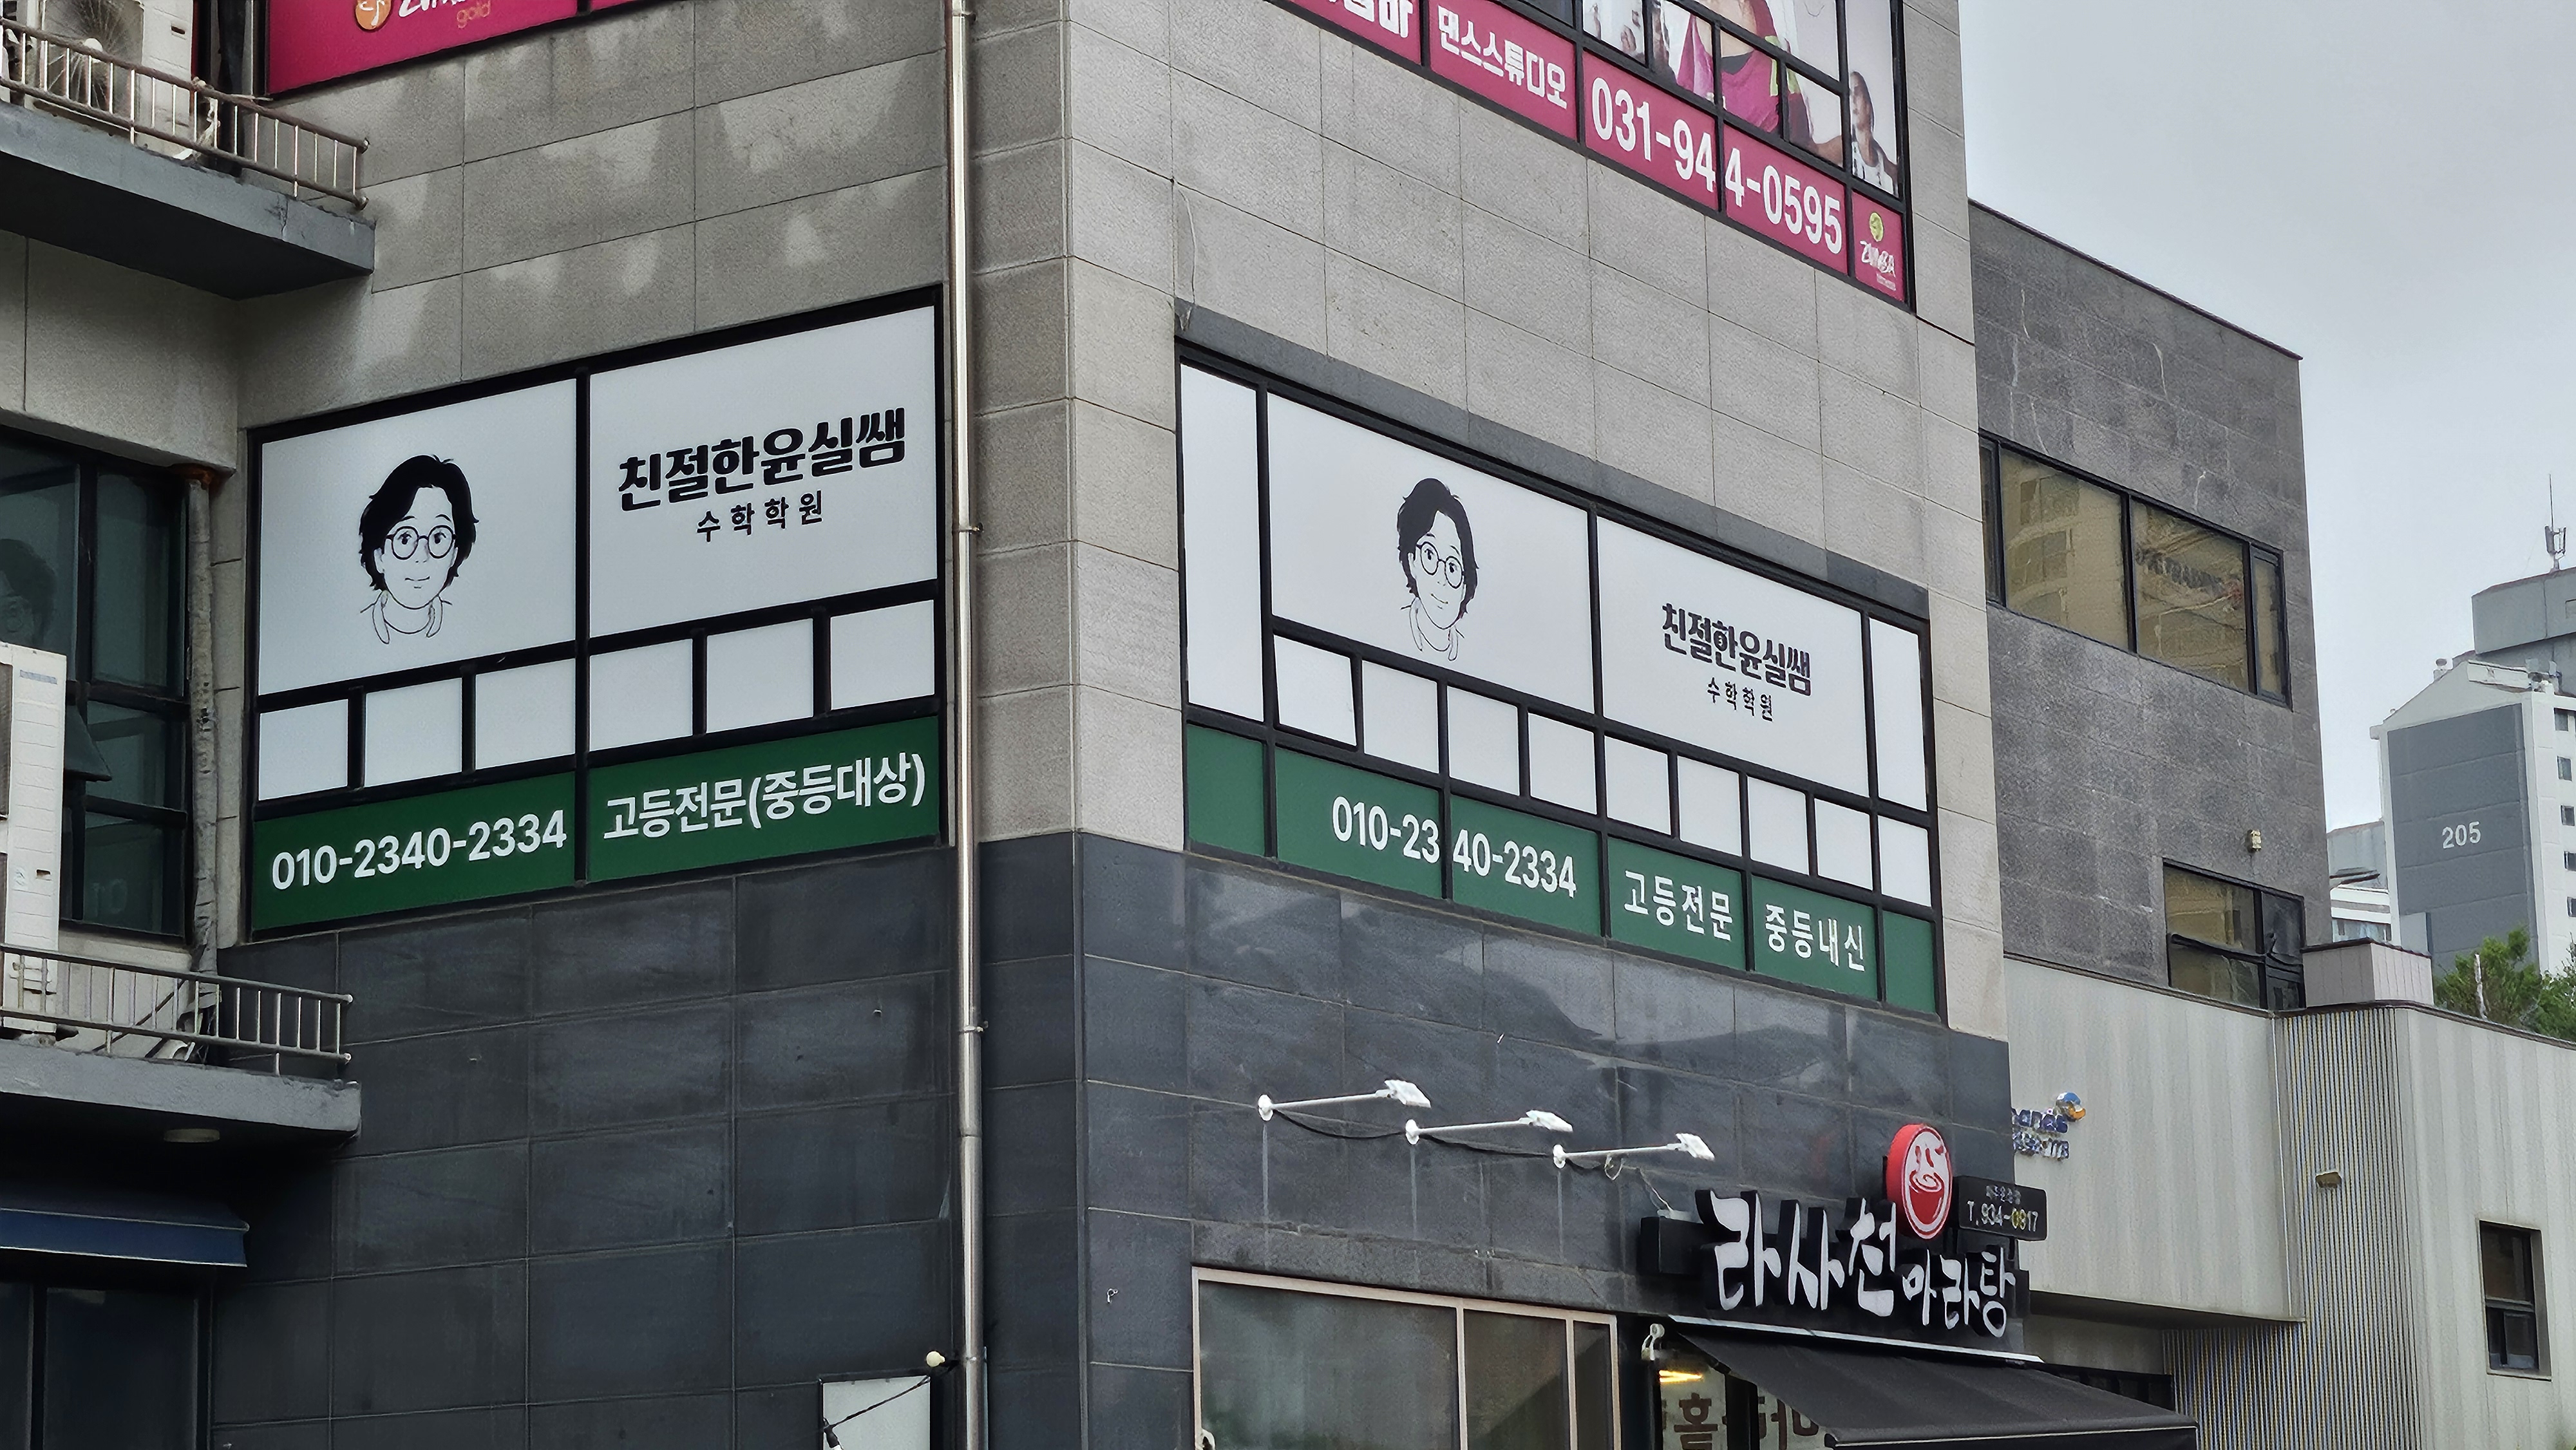 gold
댄스스튜디오
031-944-0595
ZUMBA
친절한윤실쌤
수학학원
010-2340-2334
고등전문(중등대상)
친절한윤실쌤
수학학원
010-2340-2334
고등전문 중등내신
205
T.934-0917
라사천마라탕